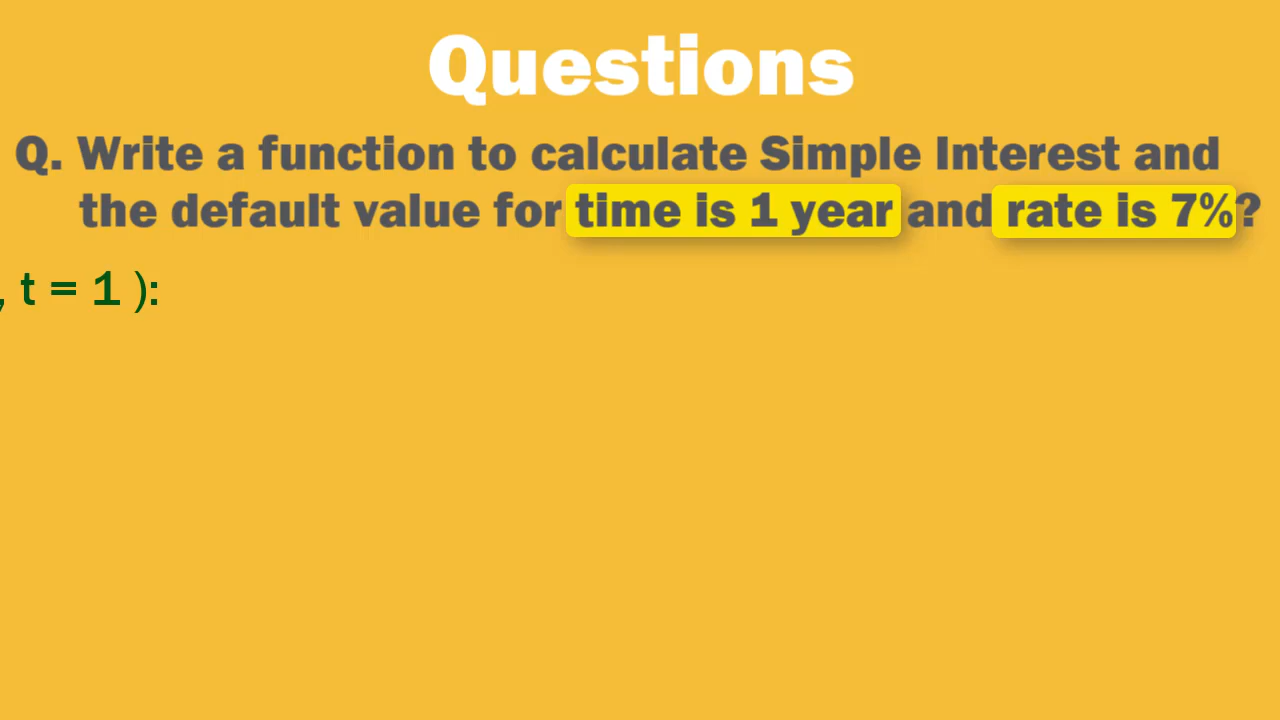 Questions
Q. Write a function to calculate Simple Interest and
the default value for time is 1 year and rate is 7%?
, t = 1 ):